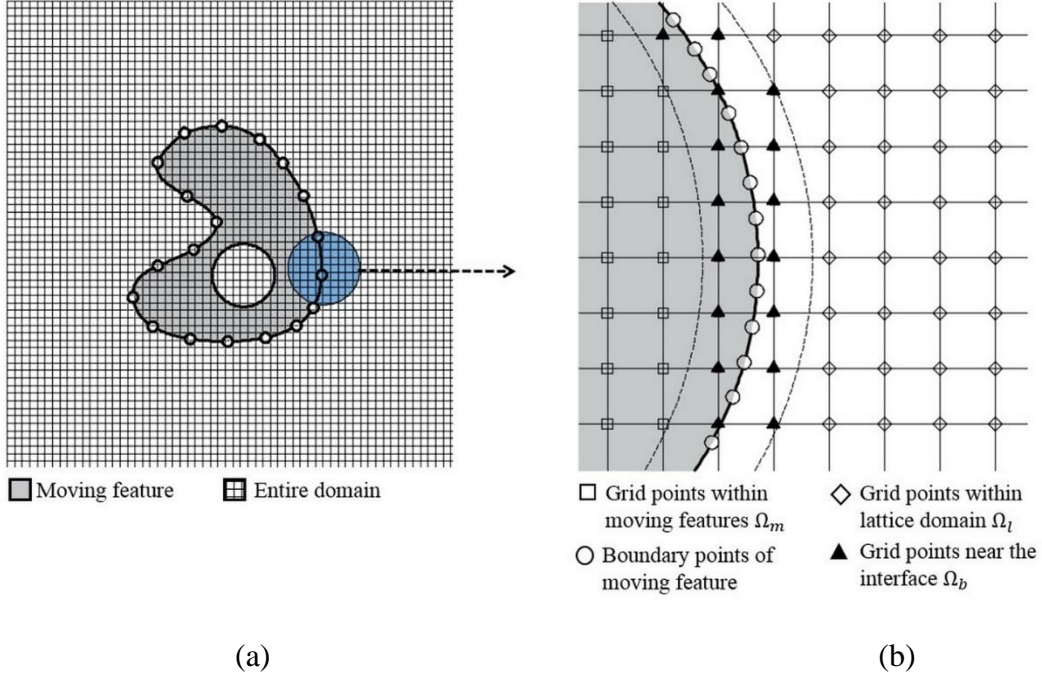 Moving feature
Entire domain
Grid points within
moving features Ωₘ
Grid points within
lattice domain Ωₗ
Boundary points of
moving feature
Grid points near the
interface Ω_b
(a)
(b)